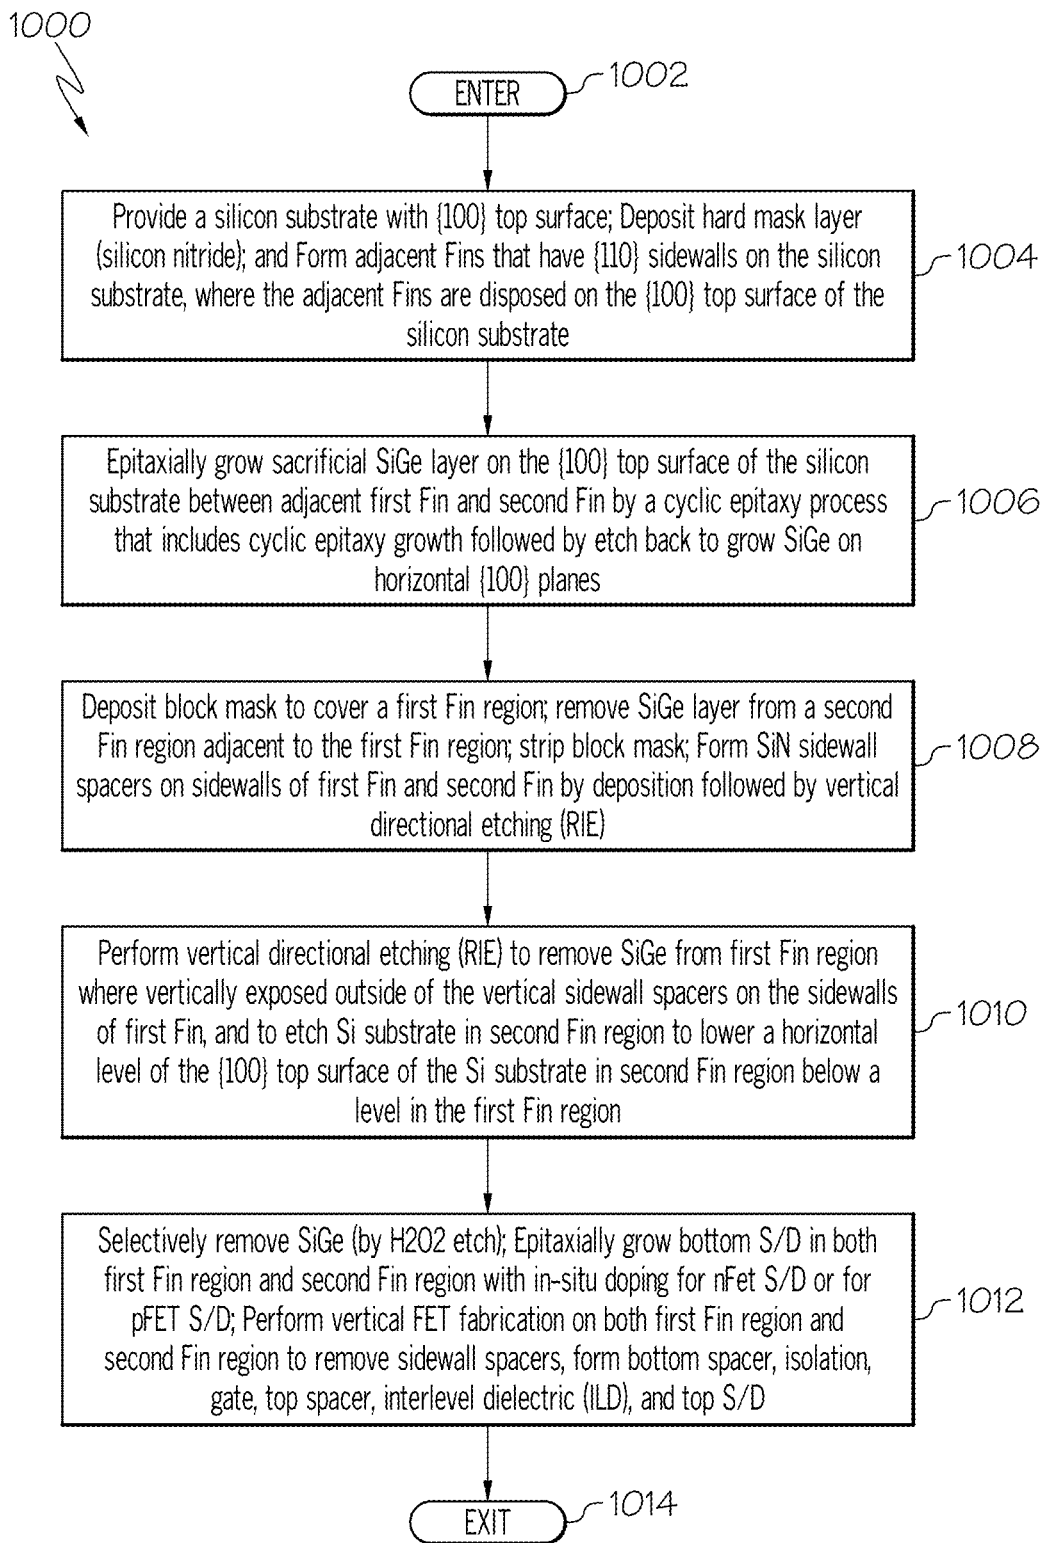 1000
ENTER
1002
Provide a silicon substrate with {100} top surface; Deposit hard mask layer
(silicon nitride); and Form adjacent Fins that have {110} sidewalls on the silicon
substrate, where the adjacent Fins are disposed on the {100} top surface of the
silicon substrate
1004
Epitaxially grow sacrificial SiGe layer on the {100} top surface of the silicon
substrate between adjacent first Fin and second Fin by a cyclic epitaxy process
that includes cyclic epitaxy growth followed by etch back to grow SiGe on
horizontal {100} planes
1006
Deposit block mask to cover a first Fin region; remove SiGe layer from a second
Fin region adjacent to the first Fin region; strip block mask; Form SiN sidewall
spacers on sidewalls of first Fin and second Fin by deposition followed by vertical
directional etching (RIE)
1008
Perform vertical directional etching (RIE) to remove SiGe from first Fin region
where vertically exposed outside of the vertical sidewall spacers on the sidewalls
of first Fin, and to etch Si substrate in second Fin region to lower a horizontal
level of the {100} top surface of the Si substrate in second Fin region below a
level in the first Fin region
1010
Selectively remove SiGe (by H2O2 etch); Epitaxially grow bottom S/D in both
first Fin region and second Fin region with in-situ doping for nFet S/D or for
pFET S/D; Perform vertical FET fabrication on both first Fin region and
second Fin region to remove sidewall spacers, form bottom spacer, isolation,
gate, top spacer, interlevel dielectric (ILD), and top S/D
1012
EXIT
1014